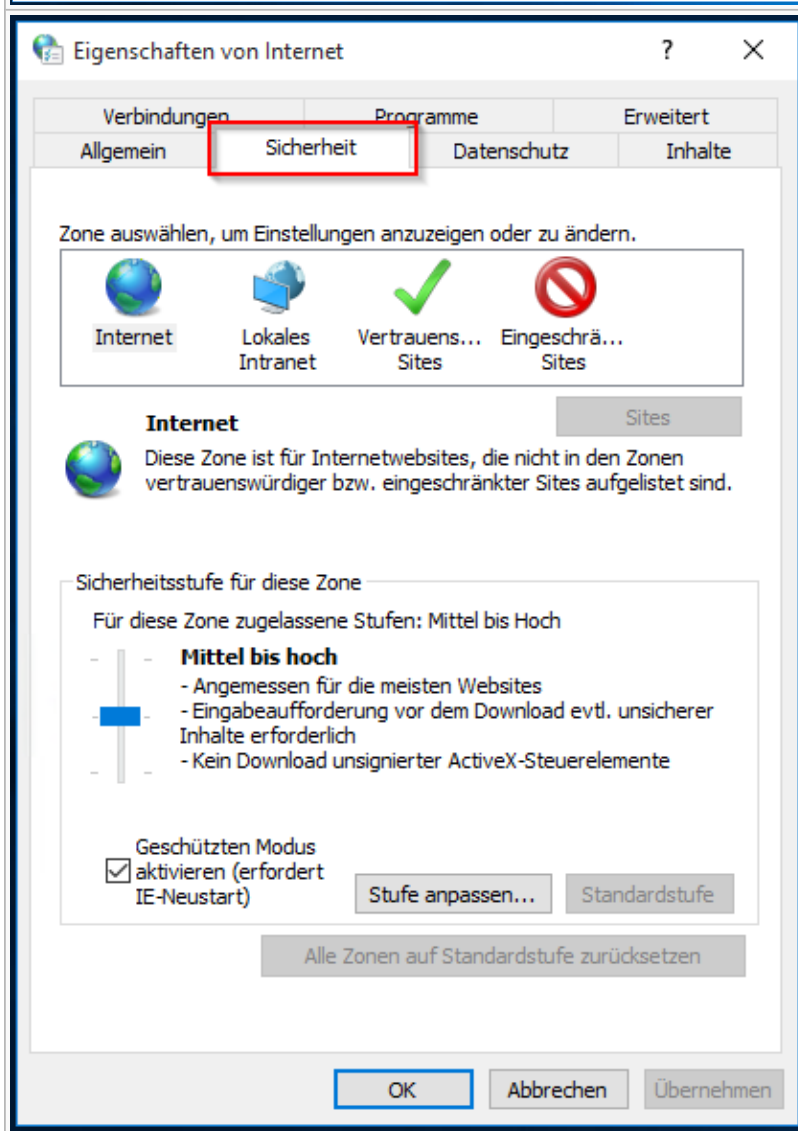 Eigenschaften von Internet
?
Verbindungen Programme Erweitert
Allgemein Sicherheit Datenschutz Inhalte
Zone auswählen, um Einstellungen anzuzeigen oder zu ändern.
Internet Lokales Vertrauens... Eingeschrä...
Intranet Sites Sites
Internet
Sites
Diese Zone ist für Internetwebsites, die nicht in den Zonen
vertrauenswürdiger bzw. eingeschränkter Sites aufgelistet sind.
Sicherheitsstufe für diese Zone
Für diese Zone zugelassene Stufen: Mittel bis Hoch
Mittel bis hoch
- Angemessen für die meisten Websites
- Eingabeaufforderung vor dem Download evtl. unsicherer
Inhalte erforderlich
- Kein Download unsignierter ActiveX-Steuerelemente
Geschützten Modus
aktivieren (erfordert
IE-Neustart)
Stufe anpassen... Standardstufe
Alle Zonen auf Standardstufe zurücksetzen
OK Abbrechen Übernehmen